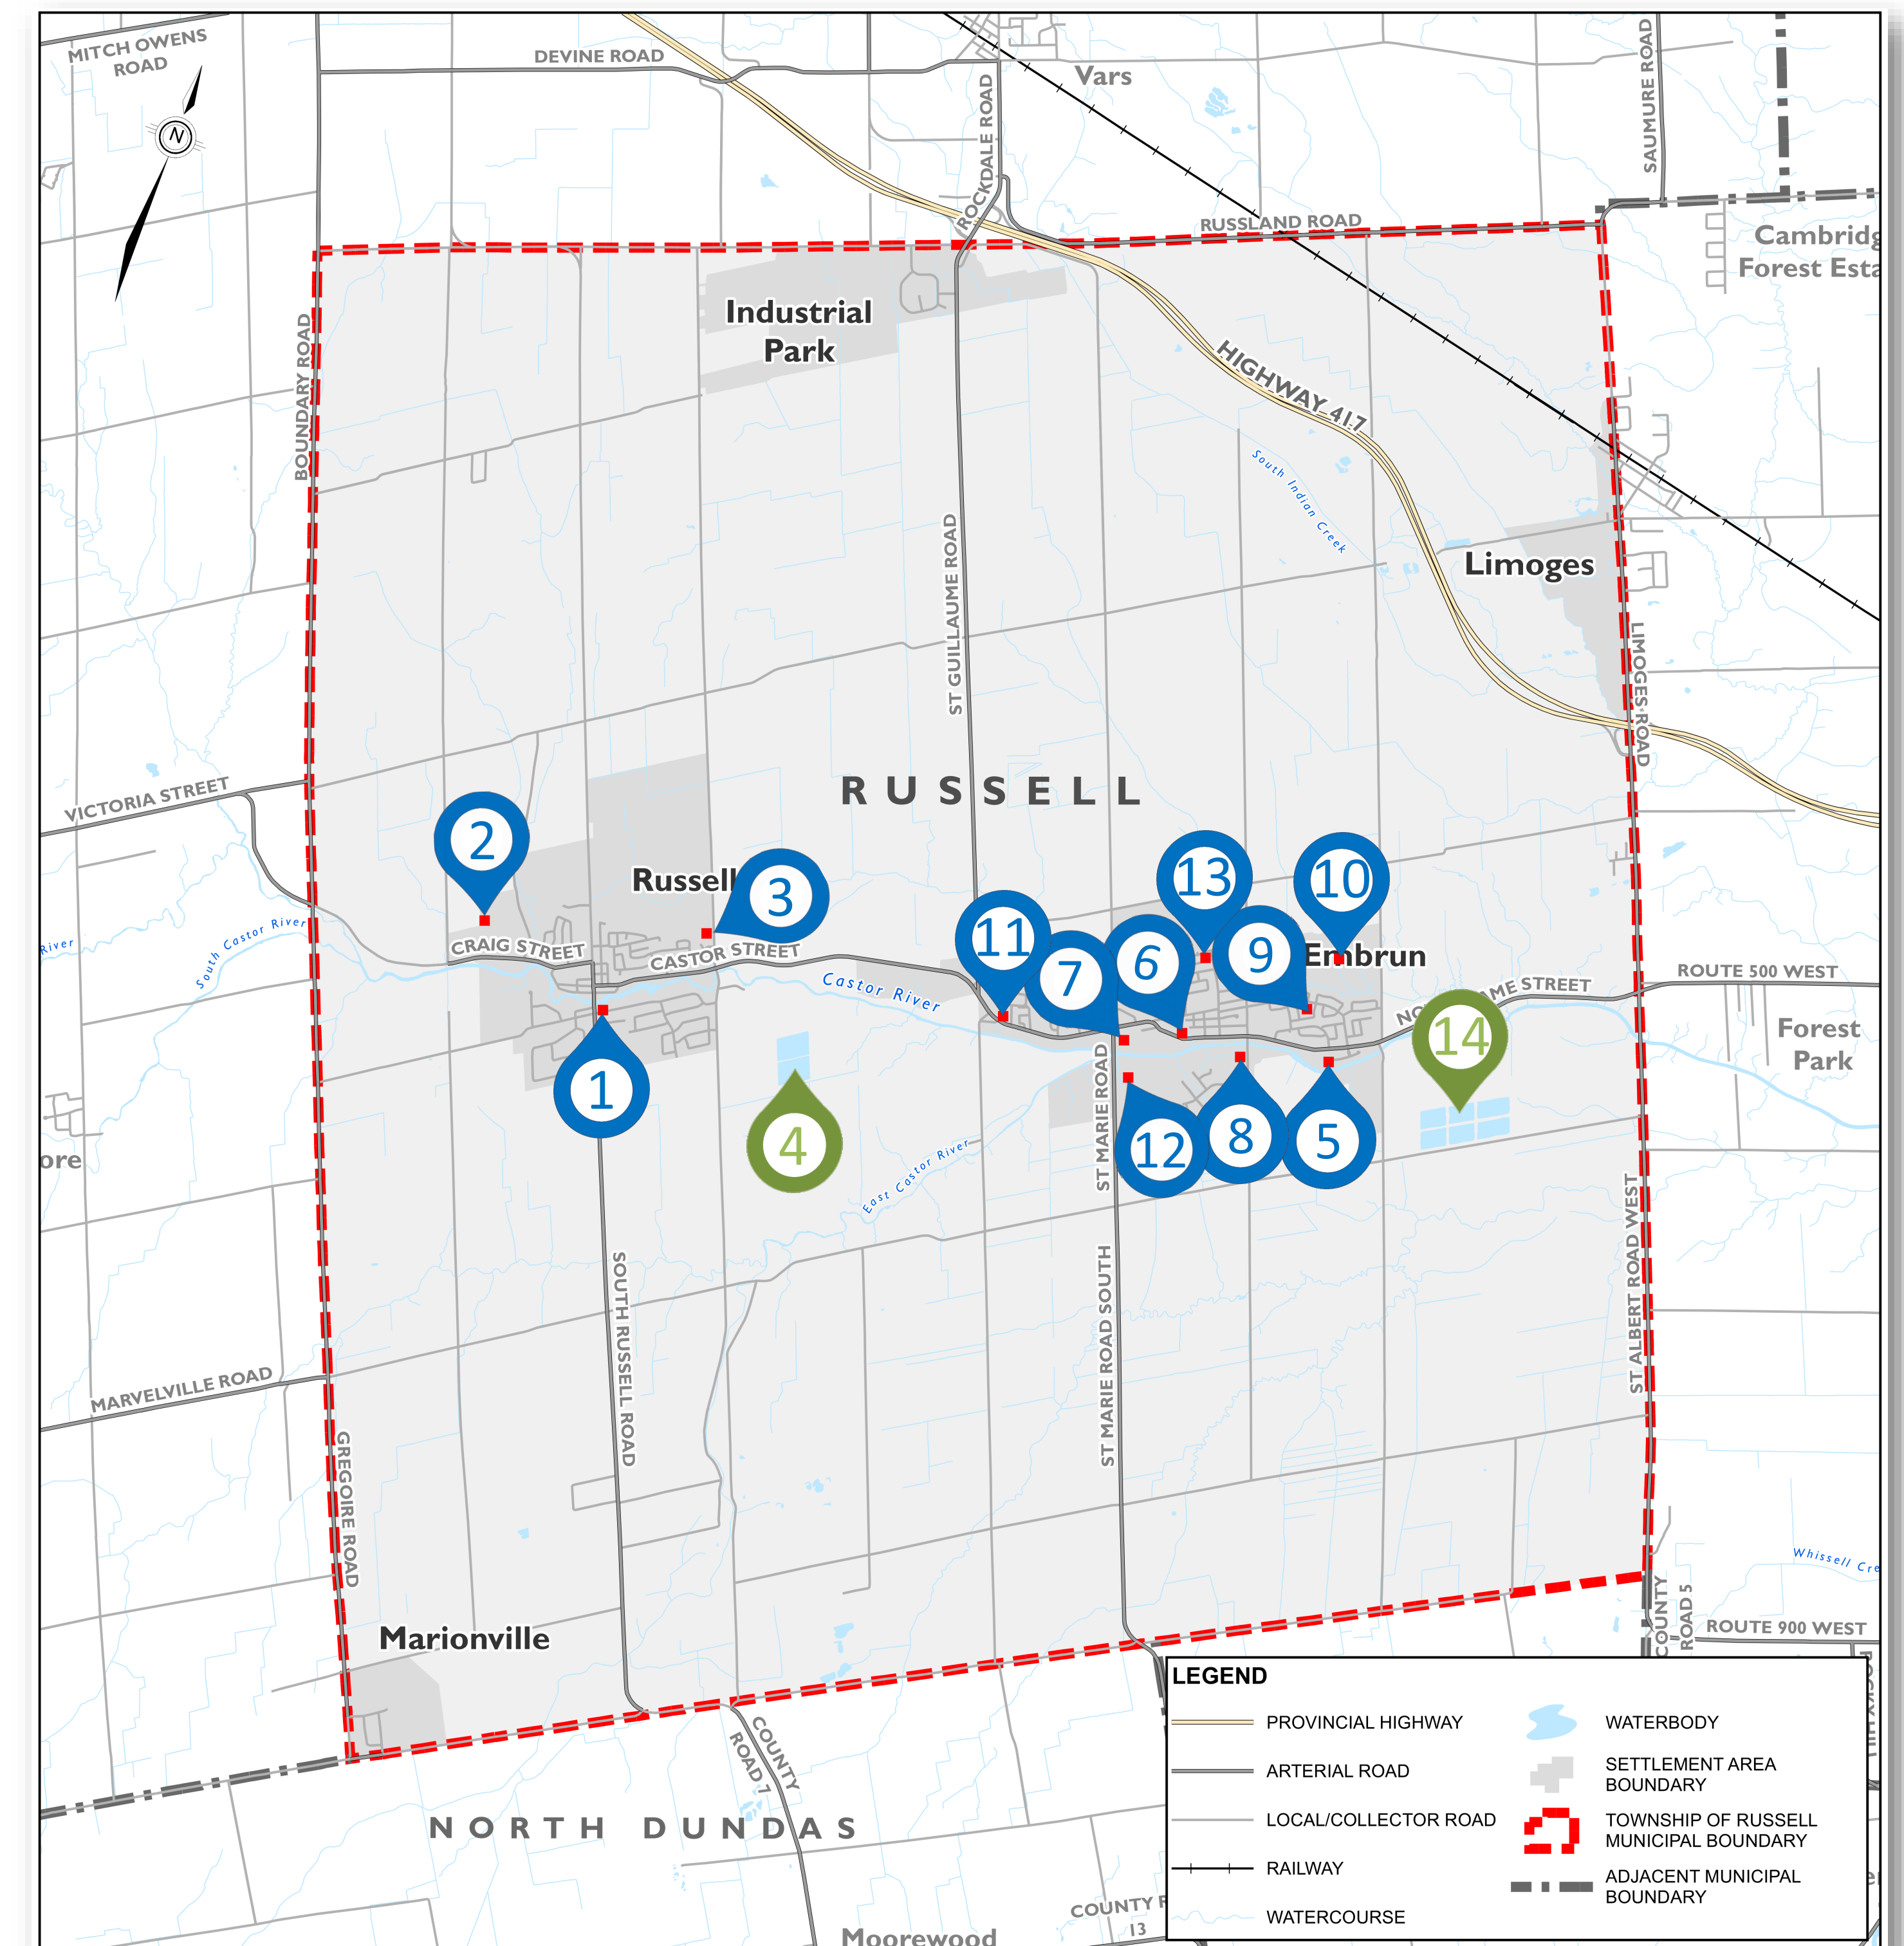 MITCH OWENS
ROAD
DEVINE ROAD
Vars
ROCKDALE ROAD
SAUMURE ROAD
N
RUSSLAND ROAD
Forest Esta
Industrial
Park
BOUNDARY ROAD
HIGHWAY 417
South Indian Creek
Limoges
ST GUILLAUME ROAD
LIMOGES ROAD
RUSSELL
VICTORIA STREET
2
Russell
3
13
10
11
7
6
9
Embrun
River
South Castor River
CRAIG STREET
CASTOR STREET
Castor River
ROUTE 500 WEST
14
Forest
Park
1
4
12
8
5
ST MARIE ROAD
East Castor River
ore
SOUTH RUSSELL ROAD
ST MARIE ROAD SOUTH
ST ALBERT ROAD WEST
MARVELVILLE ROAD
GREGOIRE ROAD
Whissell Cre
COUNTY
ROAD 5
ROUTE 900 WEST
Marionville
COUNTY
ROAD 7
NORTH DUNDAS
COUNTY R
13
Moorewood
LEGEND
PROVINCIAL HIGHWAY
ARTERIAL ROAD
LOCAL/COLLECTOR ROAD
RAILWAY
WATERCOURSE
WATERBODY
SETTLEMENT AREA
BOUNDARY
TOWNSHIP OF RUSSELL
MUNICIPAL BOUNDARY
ADJACENT MUNICIPAL
BOUNDARY